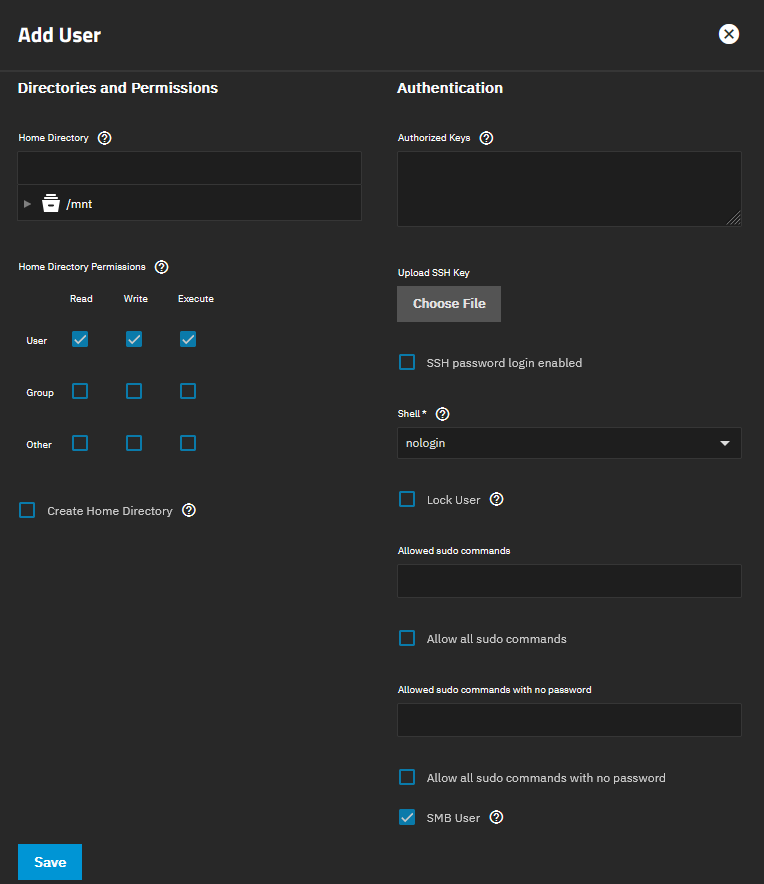 Add User
Directories and Permissions
Home Directory
/mnt
Home Directory Permissions
Read Write Execute
User
Group
Other
Create Home Directory
Authentication
Authorized Keys
Upload SSH Key
Choose File
SSH password login enabled
Shell *
nologin
Lock User
Allowed sudo commands
Allow all sudo commands
Allowed sudo commands with no password
Allow all sudo commands with no password
SMB User
Save